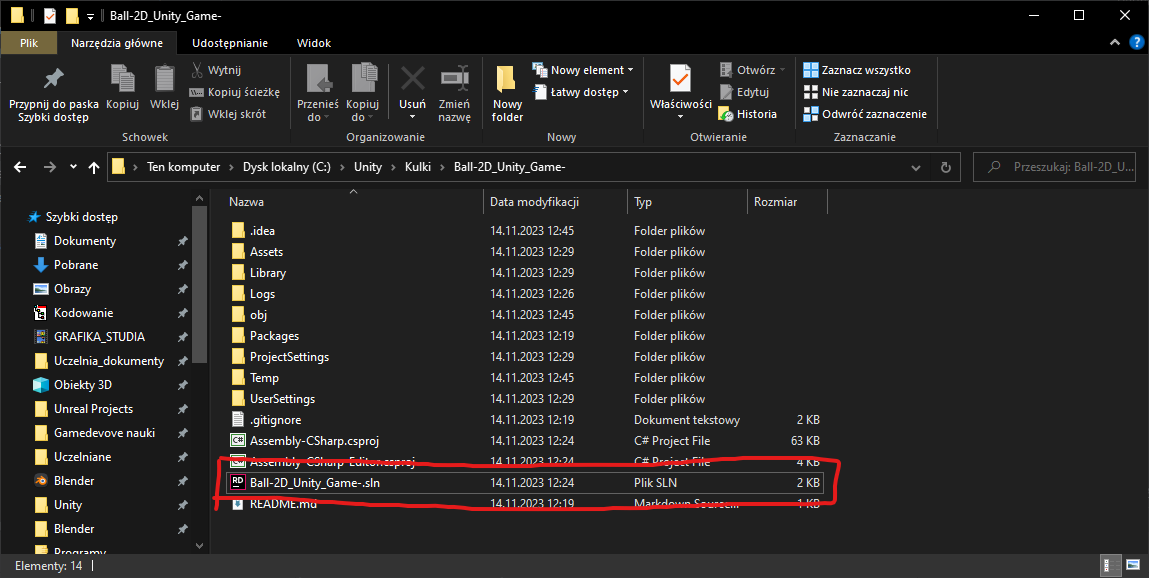 Ball-2D_Unity_Game-
Plik Narzędzia główne Udostępnianie Widok
Przypnij do paska Szybki dostęp
Kopiuj
Wklej
Wytnij
Kopiuj ścieżkę
Wklej skrót
Schowek
Przenieś do
Kopiuj do
Usuń
Zmień nazwę
Organizowanie
Nowy folder
Nowy element
Łatwy dostęp
Nowy
Właściwości
Otwórz
Edytuj
Historia
Otwieranie
Zaznacz wszystko
Nie zaznaczaj nic
Odwróć zaznaczenie
Zaznaczanie
Ten komputer > Dysk lokalny (C:) > Unity > Kulki > Ball-2D_Unity_Game-
Przeszukaj: Ball-2D_U...
Szybki dostęp
Dokumenty
Pobrane
Obrazy
Kodowanie
GRAFIKA_STUDIA
Uczelnia_dokumenty
Obiekty 3D
Unreal Projects
Gamedevove nauki
Uczelniane
Blender
Unity
Blender
Programy
Nazwa Data modyfikacji Typ Rozmiar
.idea 14.11.2023 12:45 Folder plików
Assets 14.11.2023 12:29 Folder plików
Library 14.11.2023 12:29 Folder plików
Logs 14.11.2023 12:26 Folder plików
obj 14.11.2023 12:45 Folder plików
Packages 14.11.2023 12:19 Folder plików
ProjectSettings 14.11.2023 12:29 Folder plików
Temp 14.11.2023 12:45 Folder plików
UserSettings 14.11.2023 12:29 Folder plików
.gitignore 14.11.2023 12:19 Dokument tekstowy 2 KB
C# Assembly-CSharp.csproj 14.11.2023 12:24 C# Project File 63 KB
C# Assembly-CSharp-Editor.csproj 14.11.2023 12:24 C# Project File 4 KB
RD Ball-2D_Unity_Game-.sln 14.11.2023 12:24 Plik SLN 2 KB
README.md 14.11.2023 12:19 Markdown Source... 1 KB
Elementy: 14